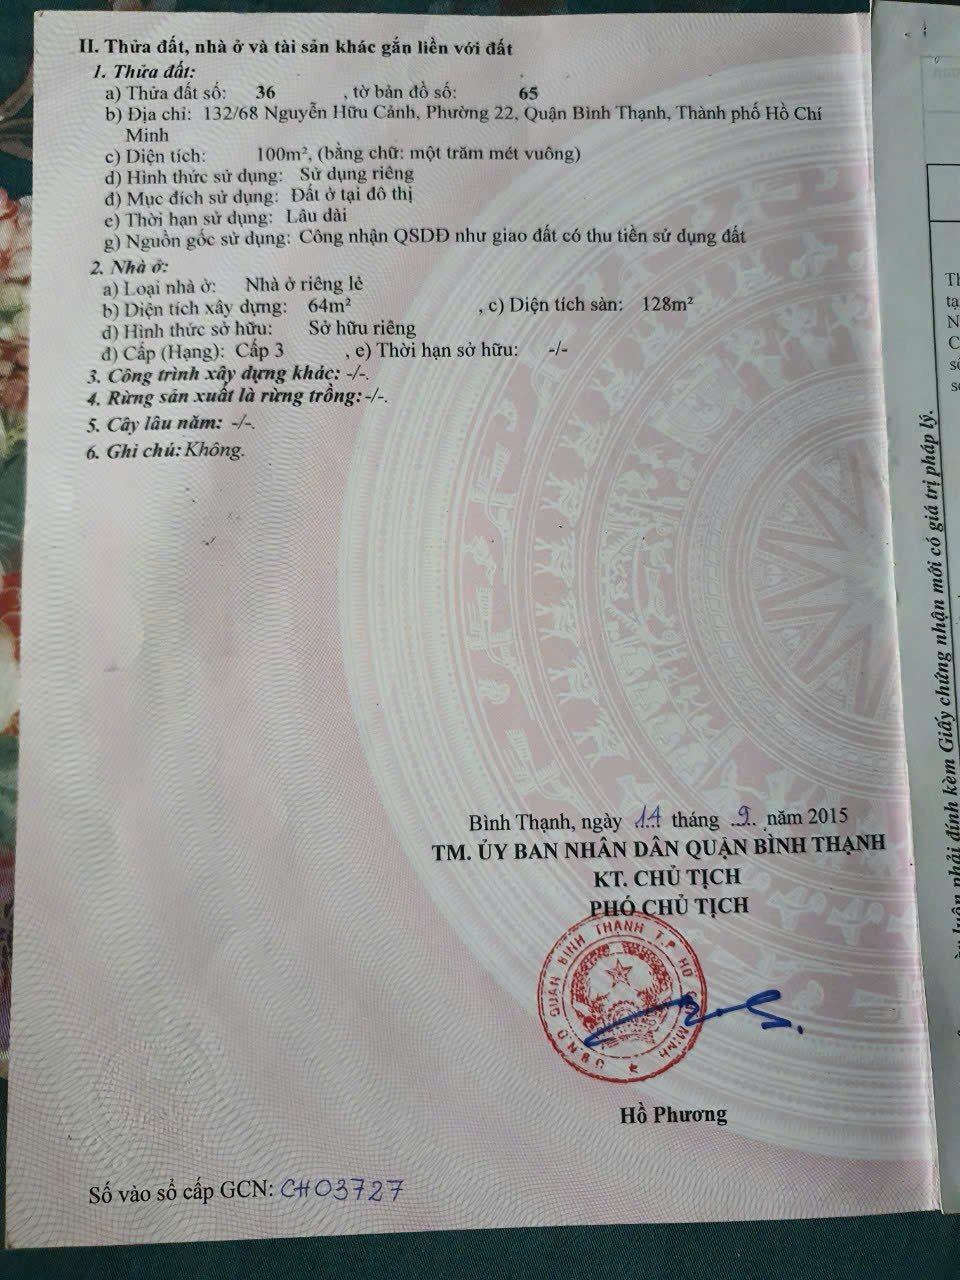 II. Thửa đất, nhà ở và tài sản khác gắn liền với đất
1. Thửa đất:
a) Thửa đất số: 36 , tờ bản đồ số: 65
b) Địa chỉ: 132/68 Nguyễn Hữu Cảnh, Phường 22, Quận Bình Thạnh, Thành phố Hồ Chí
Minh
c) Diện tích: 100m², (bằng chữ: một trăm mét vuông)
d) Hình thức sử dụng: Sử dụng riêng
đ) Mục đích sử dụng: Đất ở tại đô thị
e) Thời hạn sử dụng: Lâu dài
g) Nguồn gốc sử dụng: Công nhận QSDĐ như giao đất có thu tiền sử dụng đất
2. Nhà ở:
a) Loại nhà ở: Nhà ở riêng lẻ
b) Diện tích xây dựng: 64m² , c) Diện tích sàn: 128m²
d) Hình thức sở hữu: Sở hữu riêng
đ) Cấp (Hạng): Cấp 3 , e) Thời hạn sở hữu: -/-
3. Công trình xây dựng khác: -/-.
4. Rừng sản xuất là rừng trồng: -/-.
5. Cây lâu năm: -/-.
6. Ghi chú: Không.
Bình Thạnh, ngày 14 tháng 9 năm 2015
TM. ỦY BAN NHÂN DÂN QUẬN BÌNH THẠNH
KT. CHỦ TỊCH
PHÓ CHỦ TỊCH
U.B.N.D QUẬN BÌNH THẠNH T.P HỒ CHÍ MINH
Hồ Phương
Số vào sổ cấp GCN: CH03727
phải đính kèm Giấy chứng nhận mới có giá trị pháp lý.